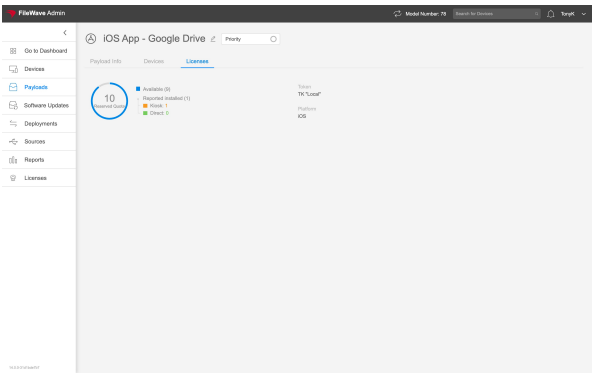 FileWave Admin
Model Number: 78
Search for Devices
TonyK
Go to Dashboard
Devices
Payloads
Software Updates
Deployments
Sources
Reports
Licenses
iOS App - Google Drive
Priority
Payload Info
Devices
Licenses
10
Reserved Quota
Available (9)
Reported installed (1)
Kiosk: 1
Direct: 0
Token
TK "Local"
Platform
iOS